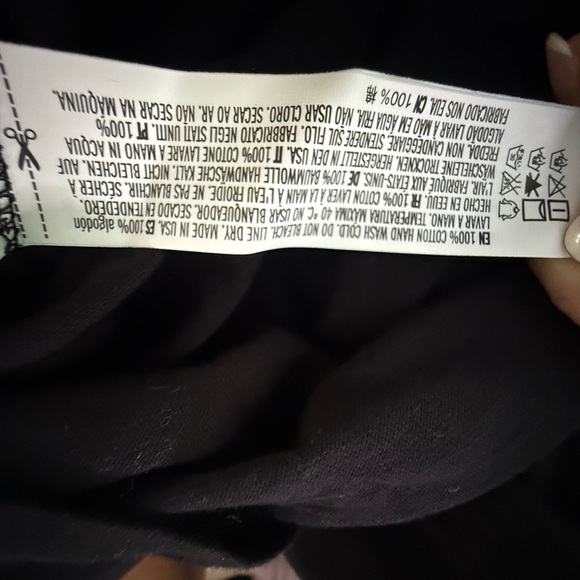 EN 100% COTTON HAND WASH COLD. DO NOT BLEACH. LINE DRY. MADE IN USA. ES 100% algodón
LAVAR A MANO. TEMPERATURA MÁXIMA 40 °C NO USAR BLANQUEADOR. SECADO EN TENDEDERO.
HECHO EN EEUU. FR 100% COTON À LAVER À LA MAIN À L'EAU FROIDE. NE PAS BLANCHIR. SÉCHER À
L'AIR. FABRIQUÉ AUX ÉTATS-UNIS. DE 100% BAUMWOLLE HANDWÄSCHE KALT. NICHT BLEICHEN. AUF
WÄSCHELEINE TROCKNEN. HERGESTELLT IN DEN USA. IT 100% COTONE LAVARE A MANO IN ACQUA
FREDDA. NON CANDEGGARE. TENDERE SUL FILO. FABRICATO NEGLI STATI UNITI. PT 100%
ALGODÃO LAVAR À MÃO EM ÁGUA FRIA. NÃO USAR CLORO. SECAR AO AR. NÃO SECAR NA MÁQUINA.
FABRICADO NOS EUA. CN 100% 棉